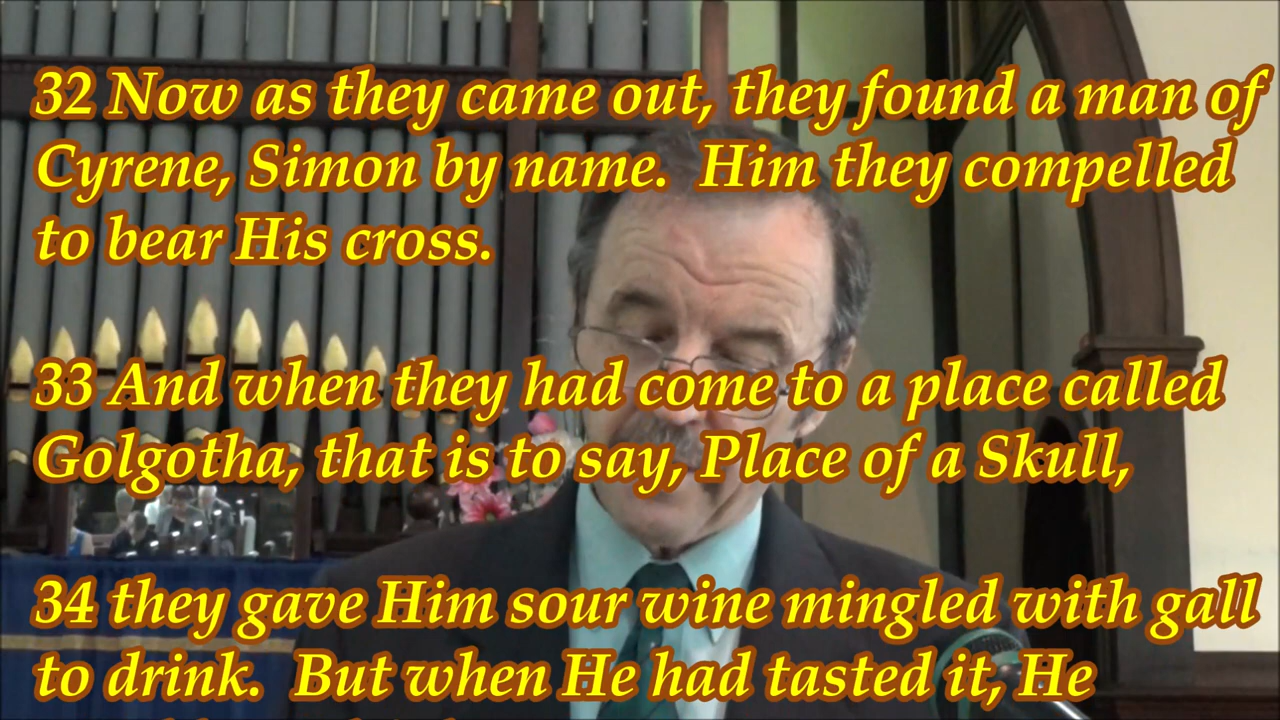 32 Now as they came out, they found a man of
Cyrene, Simon by name.  Him they compelled
to bear His cross.
33 And when they had come to a place called
Golgotha, that is to say, Place of a Skull,
34 they gave Him sour wine mingled with gall
to drink.  But when He had tasted it, He